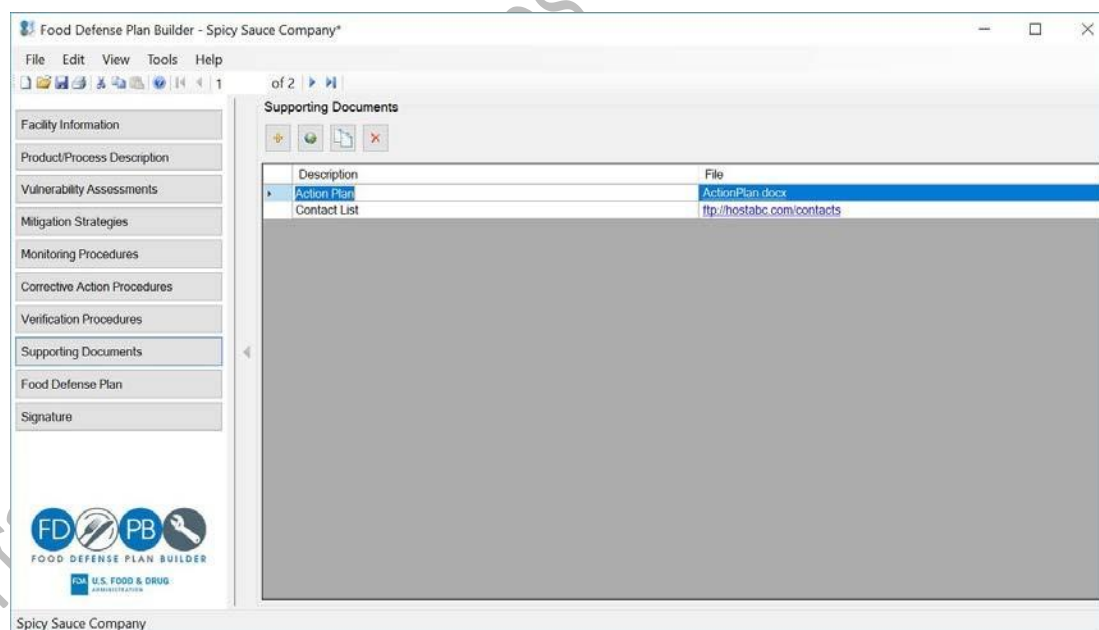 Food Defense Plan Builder - Spicy Sauce Company*
File Edit View Tools Help
1 of 2
Facility Information
Product/Process Description
Vulnerability Assessments
Mitigation Strategies
Monitoring Procedures
Corrective Action Procedures
Verification Procedures
Supporting Documents
Food Defense Plan
Signature
Supporting Documents
Description File
Action Plan ActionPlan.docx
Contact List ftp://hostabc.com/contacts
FD PB
FOOD DEFENSE PLAN BUILDER
FDA U.S. FOOD & DRUG
ADMINISTRATION
Spicy Sauce Company